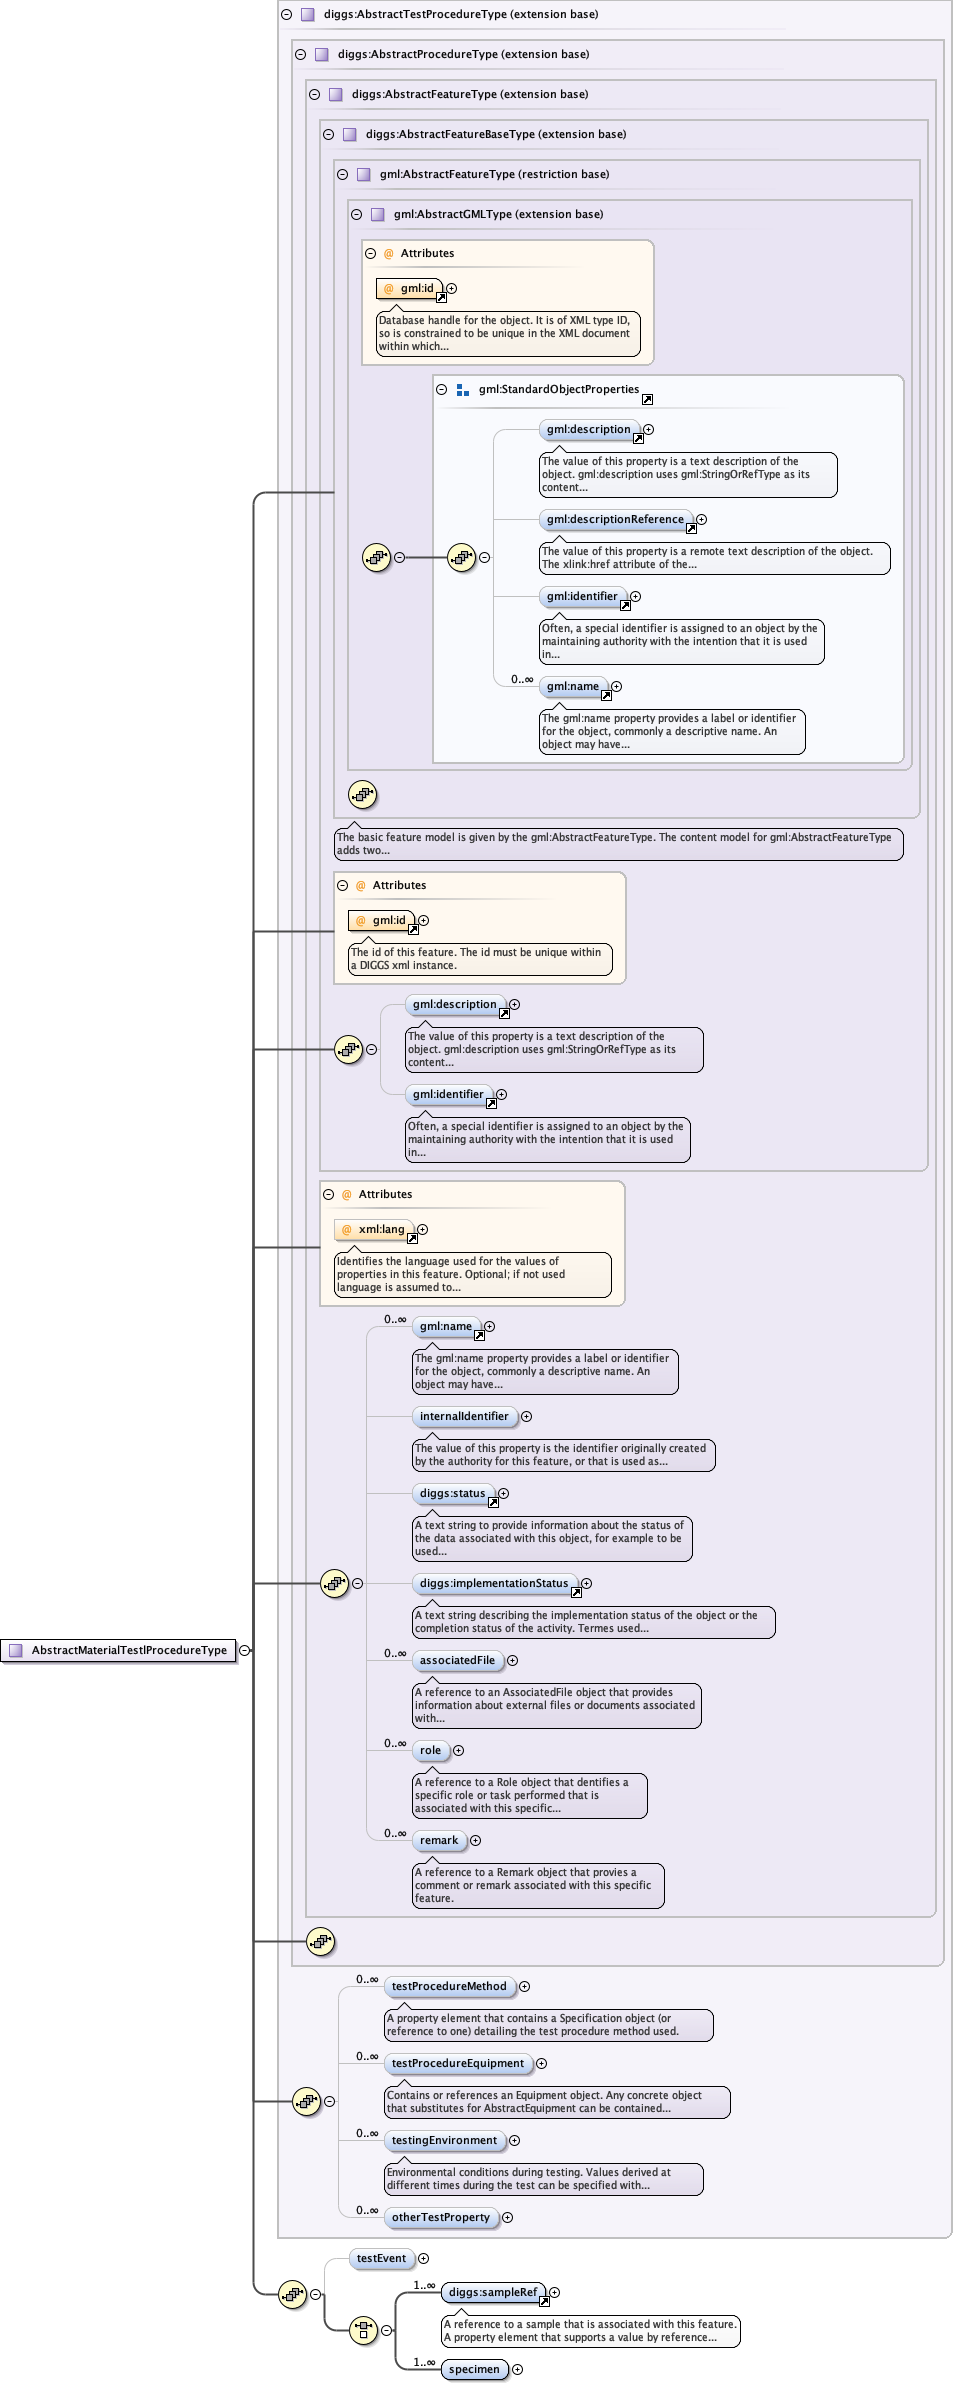 diggs:AbstractTestProcedureType (extension base)
diggs:AbstractProcedureType (extension base)
diggs:AbstractFeatureType (extension base)
diggs:AbstractFeatureBaseType (extension base)
gml:AbstractFeatureType (restriction base)
gml:AbstractGMLType (extension base)
@ Attributes
@ gml:id
Database handle for the object. It is of XML type ID,
so is constrained to be unique in the XML document
within which...
gml:StandardObjectProperties
gml:description
The value of this property is a text description of the
object. gml:description uses gml:StringOrRefType as its
content...
gml:descriptionReference
The value of this property is a remote text description of the object.
The xlink:href attribute of the...
gml:identifier
Often, a special identifier is assigned to an object by the
maintaining authority with the intention that it is used
in...
0..∞
gml:name
The gml:name property provides a label or identifier
for the object, commonly a descriptive name. An
object may have...
The basic feature model is given by the gml:AbstractFeatureType. The content model for gml:AbstractFeatureType
adds two...
@ Attributes
@ gml:id
The id of this feature. The id must be unique within
a DIGGS xml instance.
gml:description
The value of this property is a text description of the
object. gml:description uses gml:StringOrRefType as its
content...
gml:identifier
Often, a special identifier is assigned to an object by the
maintaining authority with the intention that it is used
in...
@ Attributes
@ xml:lang
Identifies the language used for the values of
properties in this feature. Optional; if not used
language is assumed to...
0..∞
gml:name
The gml:name property provides a label or identifier
for the object, commonly a descriptive name. An
object may have...
internalIdentifier
The value of this property is the identifier originally created
by the authority for this feature, or that is used as...
diggs:status
A text string to provide information about the status of
the data associated with this object, for example to be
used...
diggs:implementationStatus
A text string describing the implementation status of the object or the
completion status of the activity. Termes used...
AbstractMaterialTestlProcedureType
0..∞
associatedFile
A reference to an AssociatedFile object that provides
information about external files or documents associated
with...
0..∞
role
A reference to a Role object that dentifies a
specific role or task performed that is
associated with this specific...
0..∞
remark
A reference to a Remark object that provies a
comment or remark associated with this specific
feature.
0..∞
testProcedureMethod
A property element that contains a Specification object (or
reference to one) detailing the test procedure method used.
0..∞
testProcedureEquipment
Contains or references an Equipment object. Any concrete object
that substitutes for AbstractEquipment can be contained...
0..∞
testingEnvironment
Environmental conditions during testing. Values derived at
different times during the test can be specified with...
0..∞
otherTestProperty
testEvent
1..∞
diggs:sampleRef
A reference to a sample that is associated with this feature.
A property element that supports a value by reference...
1..∞
specimen